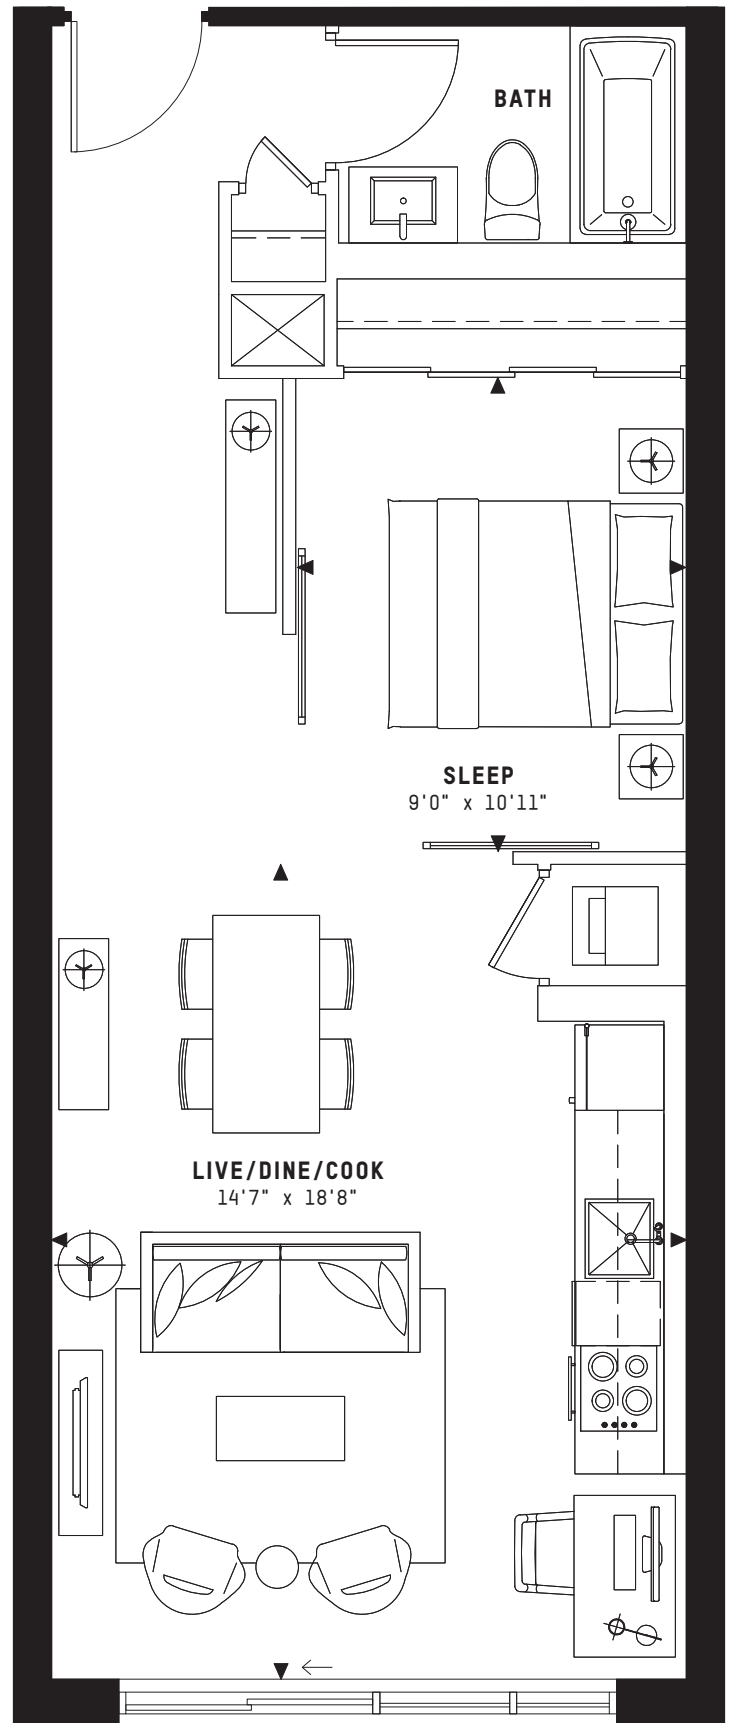 BATH
SLEEP
9'0" x 10'11"
LIVE/DINE/COOK
14'7" x 18'8"